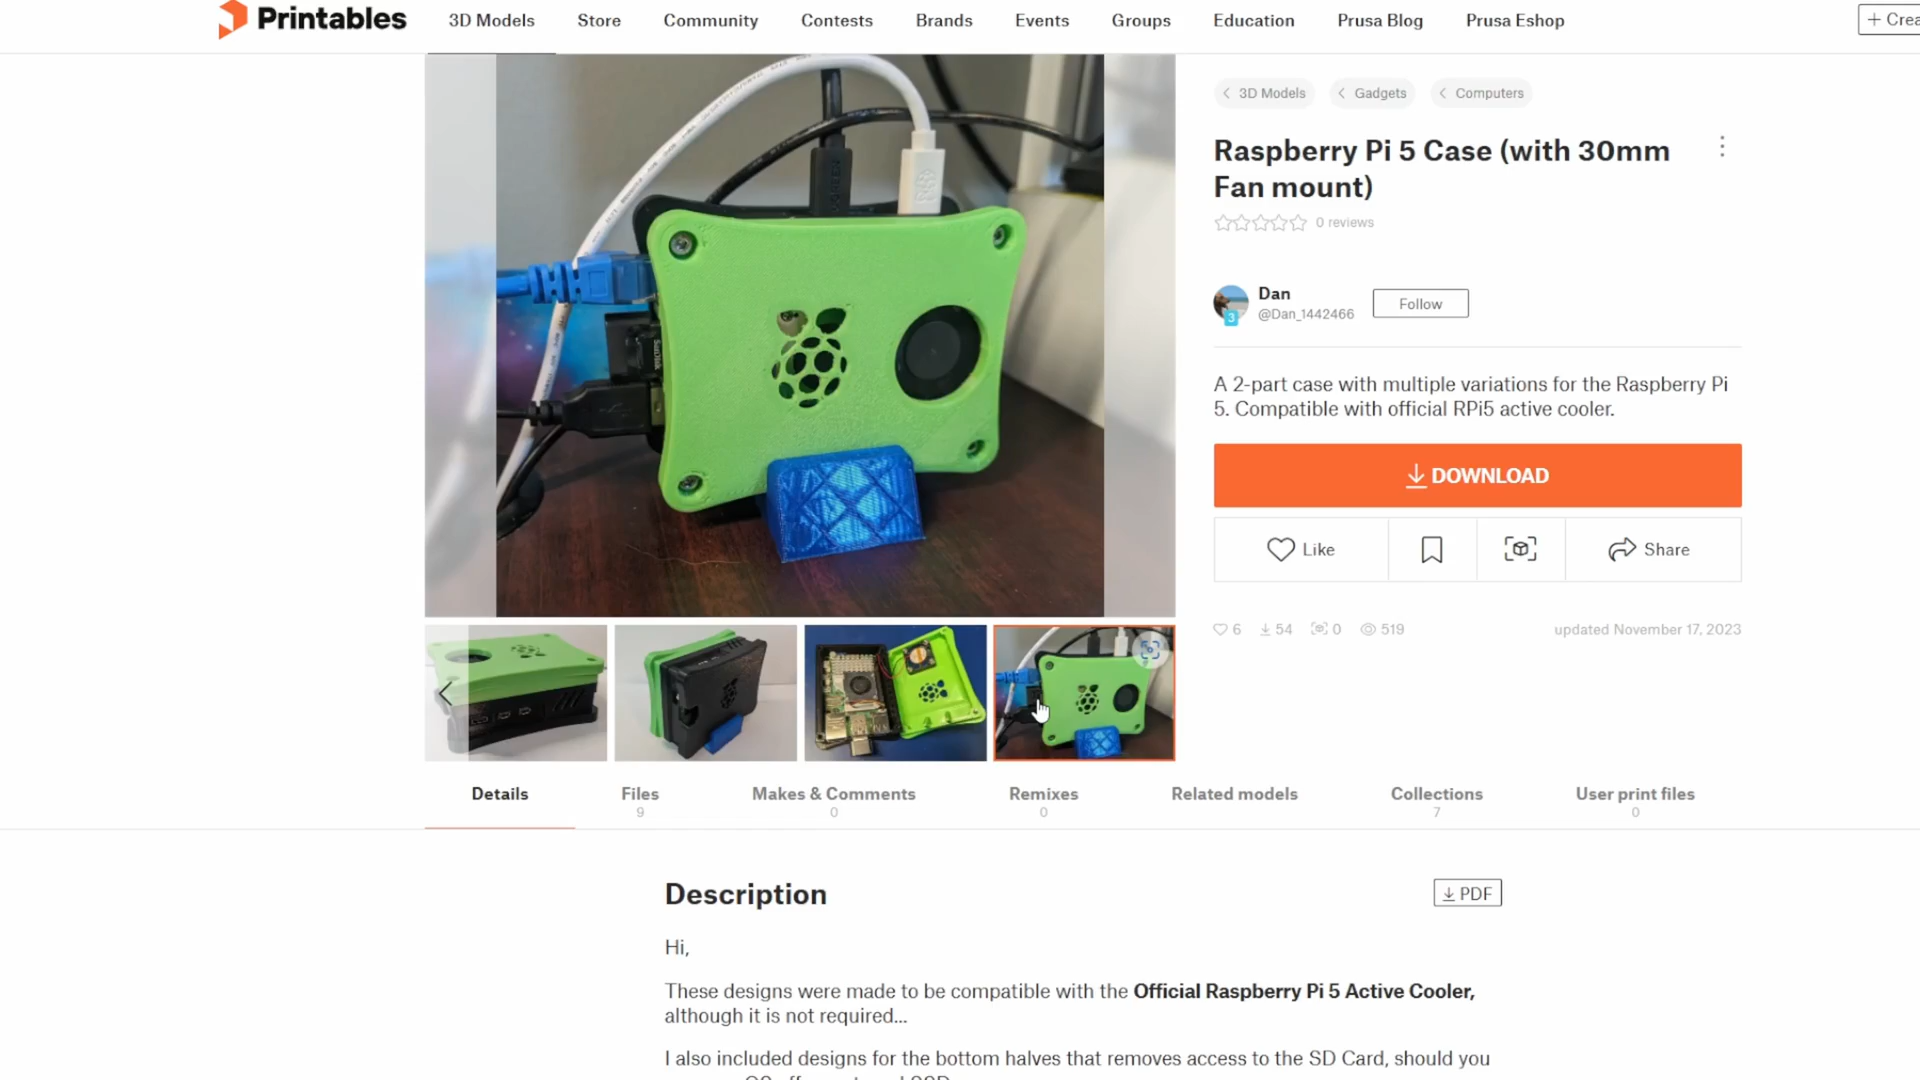 Printables
3D Models
Store
Community
Contests
Brands
Events
Groups
Education
Prusa Blog
Prusa Eshop
3D Models
Gadgets
Computers
Raspberry Pi 5 Case (with 30mm
Fan mount)
0 reviews
Dan
@Dan_1442466
3
Follow
A 2-part case with multiple variations for the Raspberry Pi
5. Compatible with official RPi5 active cooler.
DOWNLOAD
Like
Share
6
54
0
519
updated November 17, 2023
SanDisk
Details
Files
9
Makes & Comments
0
Remixes
0
Related models
Collections
7
User print files
0
Description
PDF
Hi,
These designs were made to be compatible with the Official Raspberry Pi 5 Active Cooler,
although it is not required...
I also included designs for the bottom halves that removes access to the SD Card, should you